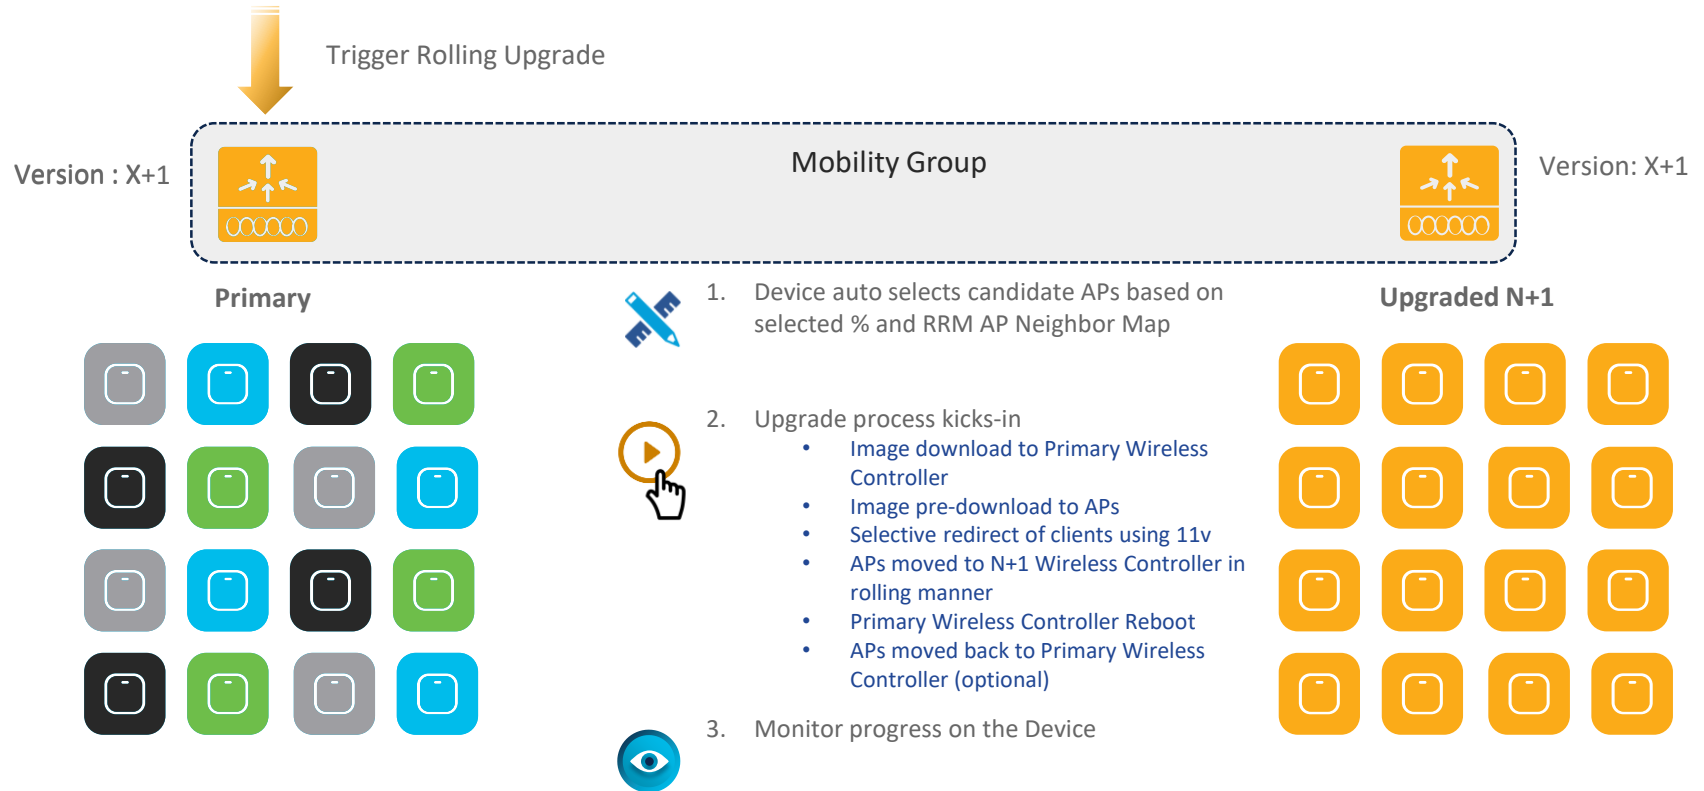 Trigger Rolling Upgrade
Version : X+1
Mobility Group
Version: X+1
Primary
1. Device auto selects candidate APs based on
selected % and RRM AP Neighbor Map
2. Upgrade process kicks-in
• Image download to Primary Wireless
Controller
• Image pre-download to APs
• Selective redirect of clients using 11v
• APs moved to N+1 Wireless Controller in
rolling manner
• Primary Wireless Controller Reboot
• APs moved back to Primary Wireless
Controller (optional)
3. Monitor progress on the Device
Upgraded N+1